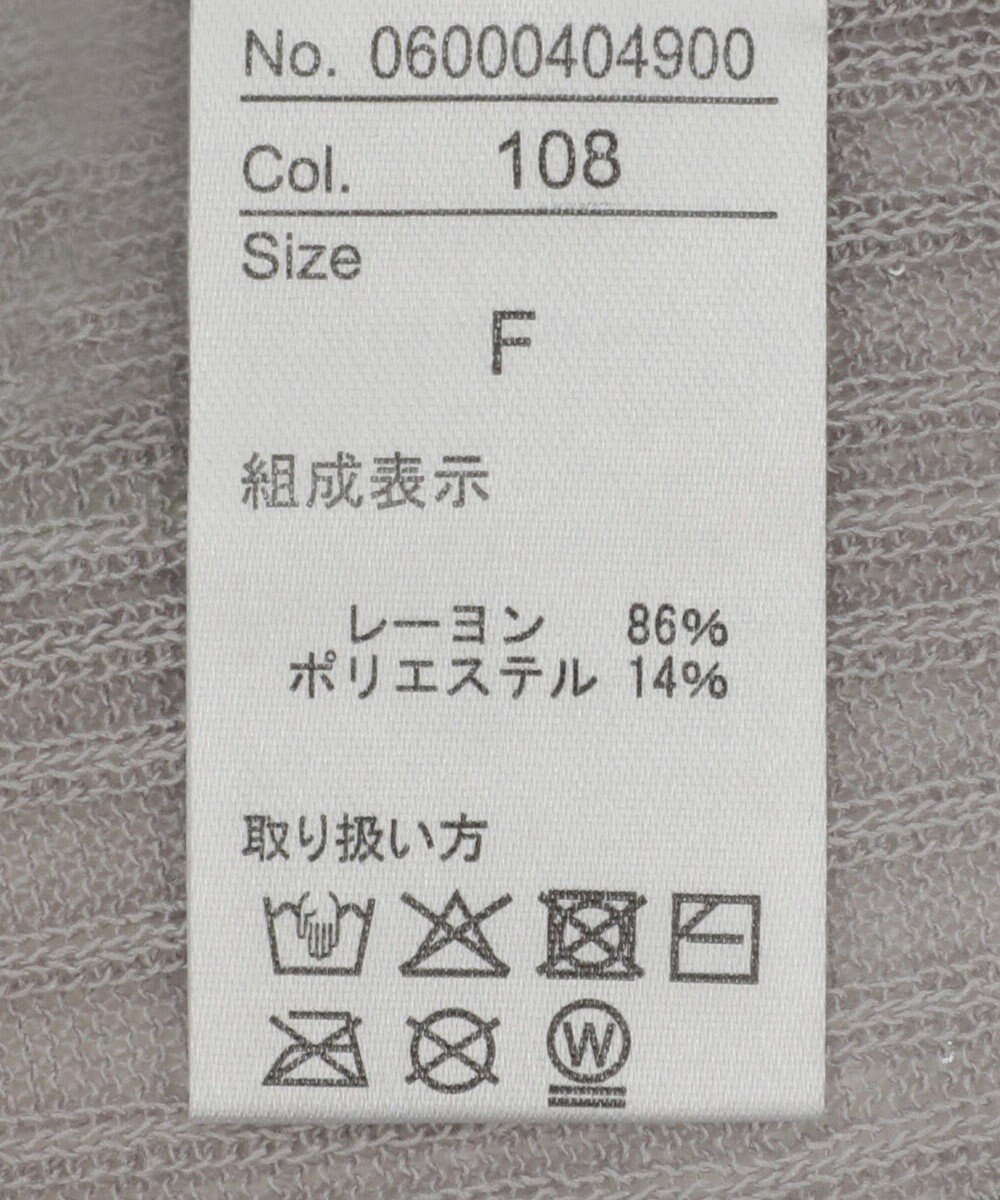 No. 06000404900
Col. 108
Size
F
組成表示
レーヨン 86%
ポリエステル 14%
取り扱い方
W